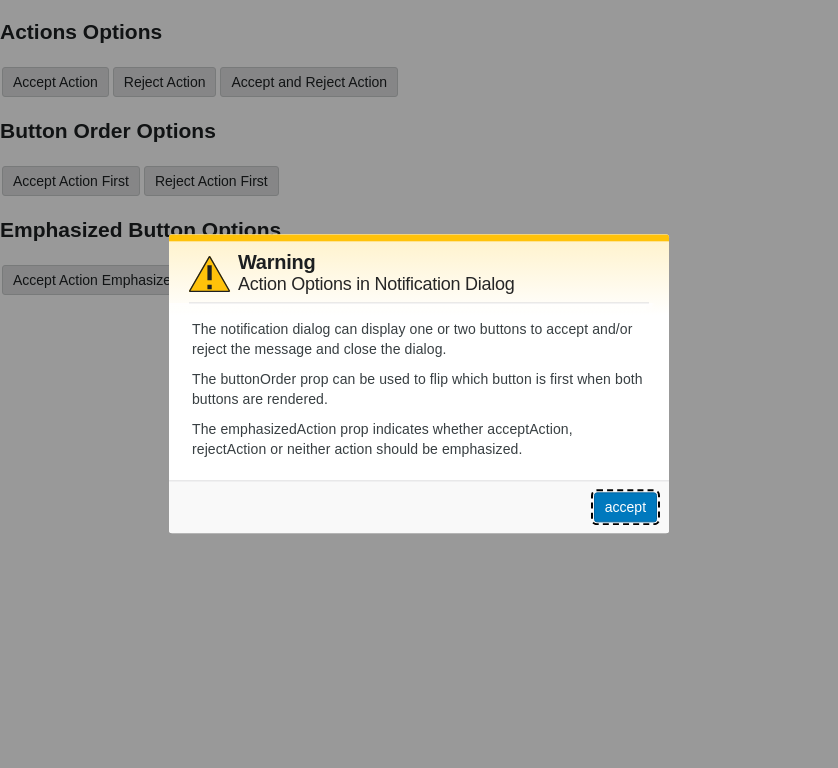 Actions Options
Accept Action
Reject Action
Accept and Reject Action
Button Order Options
Accept Action First
Reject Action First
Emphasized Button Options
Accept Action Emphasize
Warning
Action Options in Notification Dialog
The notification dialog can display one or two buttons to accept and/or
reject the message and close the dialog.
The buttonOrder prop can be used to flip which button is first when both
buttons are rendered.
The emphasizedAction prop indicates whether acceptAction,
rejectAction or neither action should be emphasized.
accept